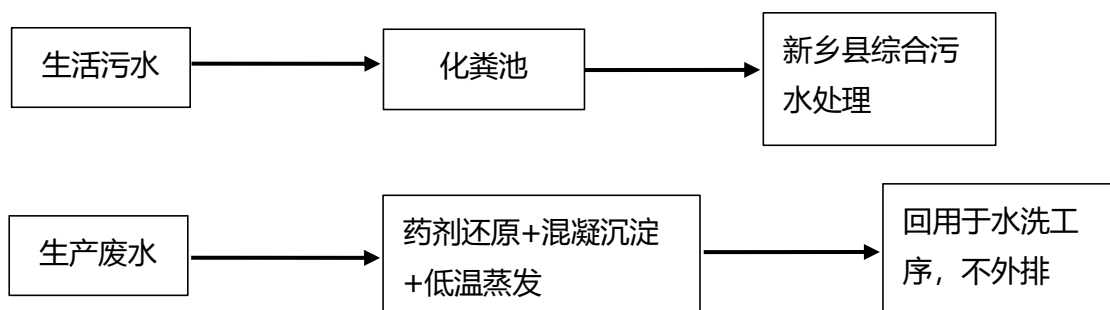 生活污水
化粪池
新乡县综合污
水处理
生产废水
药剂还原+混凝沉淀
+低温蒸发
回用于水洗工
序，不外排